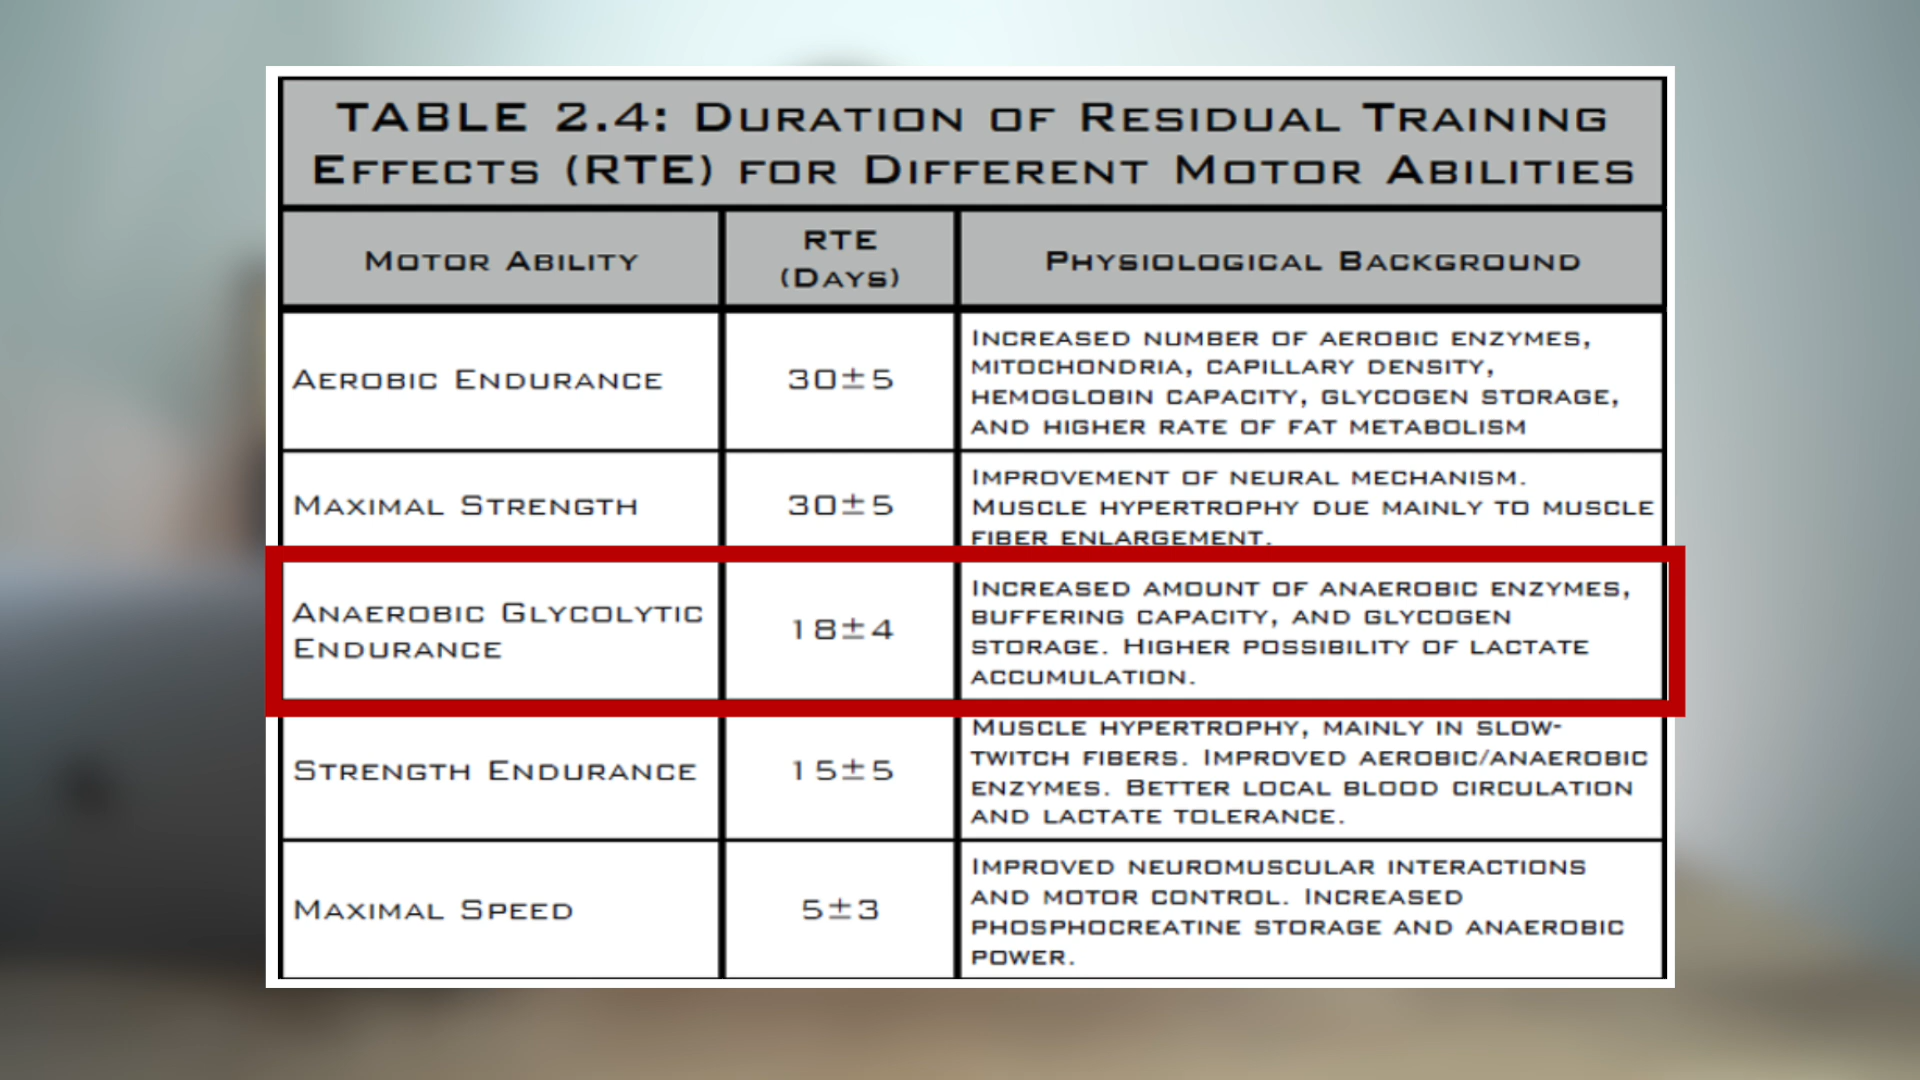 TABLE 2.4: DURATION OF RESIDUAL TRAINING
EFFECTS (RTE) FOR DIFFERENT MOTOR ABILITIES
MOTOR ABILITY
RTE
(DAYS)
PHYSIOLOGICAL BACKGROUND
AEROBIC ENDURANCE
30±5
INCREASED NUMBER OF AEROBIC ENZYMES,
MITOCHONDRIA, CAPILLARY DENSITY,
HEMOGLOBIN CAPACITY, GLYCOGEN STORAGE,
AND HIGHER RATE OF FAT METABOLISM
MAXIMAL STRENGTH
30±5
IMPROVEMENT OF NEURAL MECHANISM.
MUSCLE HYPERTROPHY DUE MAINLY TO MUSCLE
FIBER ENLARGEMENT.
ANAEROBIC GLYCOLYTIC
ENDURANCE
18±4
INCREASED AMOUNT OF ANAEROBIC ENZYMES,
BUFFERING CAPACITY, AND GLYCOGEN
STORAGE. HIGHER POSSIBILITY OF LACTATE
ACCUMULATION.
STRENGTH ENDURANCE
15±5
MUSCLE HYPERTROPHY, MAINLY IN SLOW-
TWITCH FIBERS. IMPROVED AEROBIC/ANAEROBIC
ENZYMES. BETTER LOCAL BLOOD CIRCULATION
AND LACTATE TOLERANCE.
MAXIMAL SPEED
5±3
IMPROVED NEUROMUSCULAR INTERACTIONS
AND MOTOR CONTROL. INCREASED
PHOSPHOCREATINE STORAGE AND ANAEROBIC
POWER.